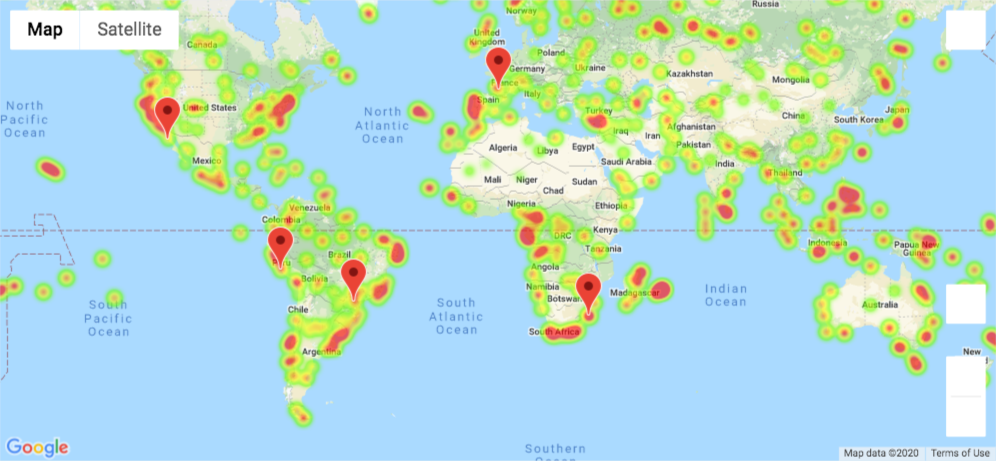 Map
Satellite
Russia
Norway
Canada
United
Kingdom
Poland
Germany
Ukraine
Kazakhstan
Mongolia
France
Italy
Spain
North
Pacific
Ocean
United States
North
Atlantic
Ocean
Turkey
China
Japan
South Korea
Iraq
Iran
Afghanistan
Pakistan
Algeria
Libya
Egypt
Saudi Arabia
India
Thailand
Mexico
Mali
Niger
Chad
Sudan
Nigeria
Ethiopia
Venezuela
Colombia
DRC
Kenya
Tanzania
Indonesia
Papua New
Guinea
Brazil
Peru
Bolivia
Angola
Namibia
Botswana
Madagascar
Indian
Ocean
South
Pacific
Ocean
South
Atlantic
Ocean
Chile
Argentina
South Africa
Australia
New
Southern
Ocean
Google
Map data ©2020
Terms of Use